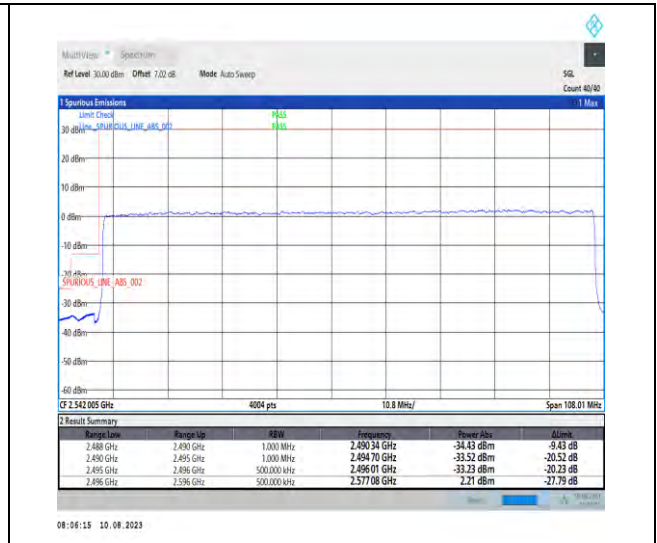 MultiView Spectrum
Ref Level 30.00 dBm Offset 7.02 dB Mode Auto Sweep SGL
Count 40/40
1 Spurious Emissions 1 Max
Limit Check PASS
Line _SPURIOUS_LINE_ABS_002 PASS
30 dBm
20 dBm
10 dBm
0 dBm
-10 dBm
-20 dBm
SPURIOUS_LINE_ABS_002
-30 dBm
-40 dBm
-50 dBm
-60 dBm
CF 2.542 005 GHz 4004 pts 10.8 MHz/ Span 108.01 MHz
2 Result Summary
Range Low Range Up RBW Frequency Power Abs ΔLimit
2.488 GHz 2.490 GHz 1.000 MHz 2.490 34 GHz -34.43 dBm -9.43 dB
2.490 GHz 2.495 GHz 1.000 MHz 2.494 70 GHz -33.52 dBm -20.52 dB
2.495 GHz 2.496 GHz 500.000 kHz 2.496 01 GHz -33.23 dBm -20.23 dB
2.496 GHz 2.596 GHz 500.000 kHz 2.577 08 GHz 2.21 dBm -27.79 dB
08:06:15 10.08.2023